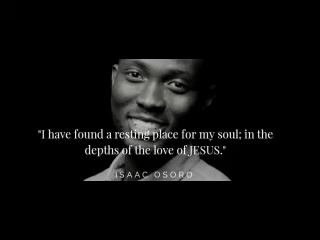 "I have found a resting place for my soul; in the
depths of the love of JESUS."
ISAAC OSORO